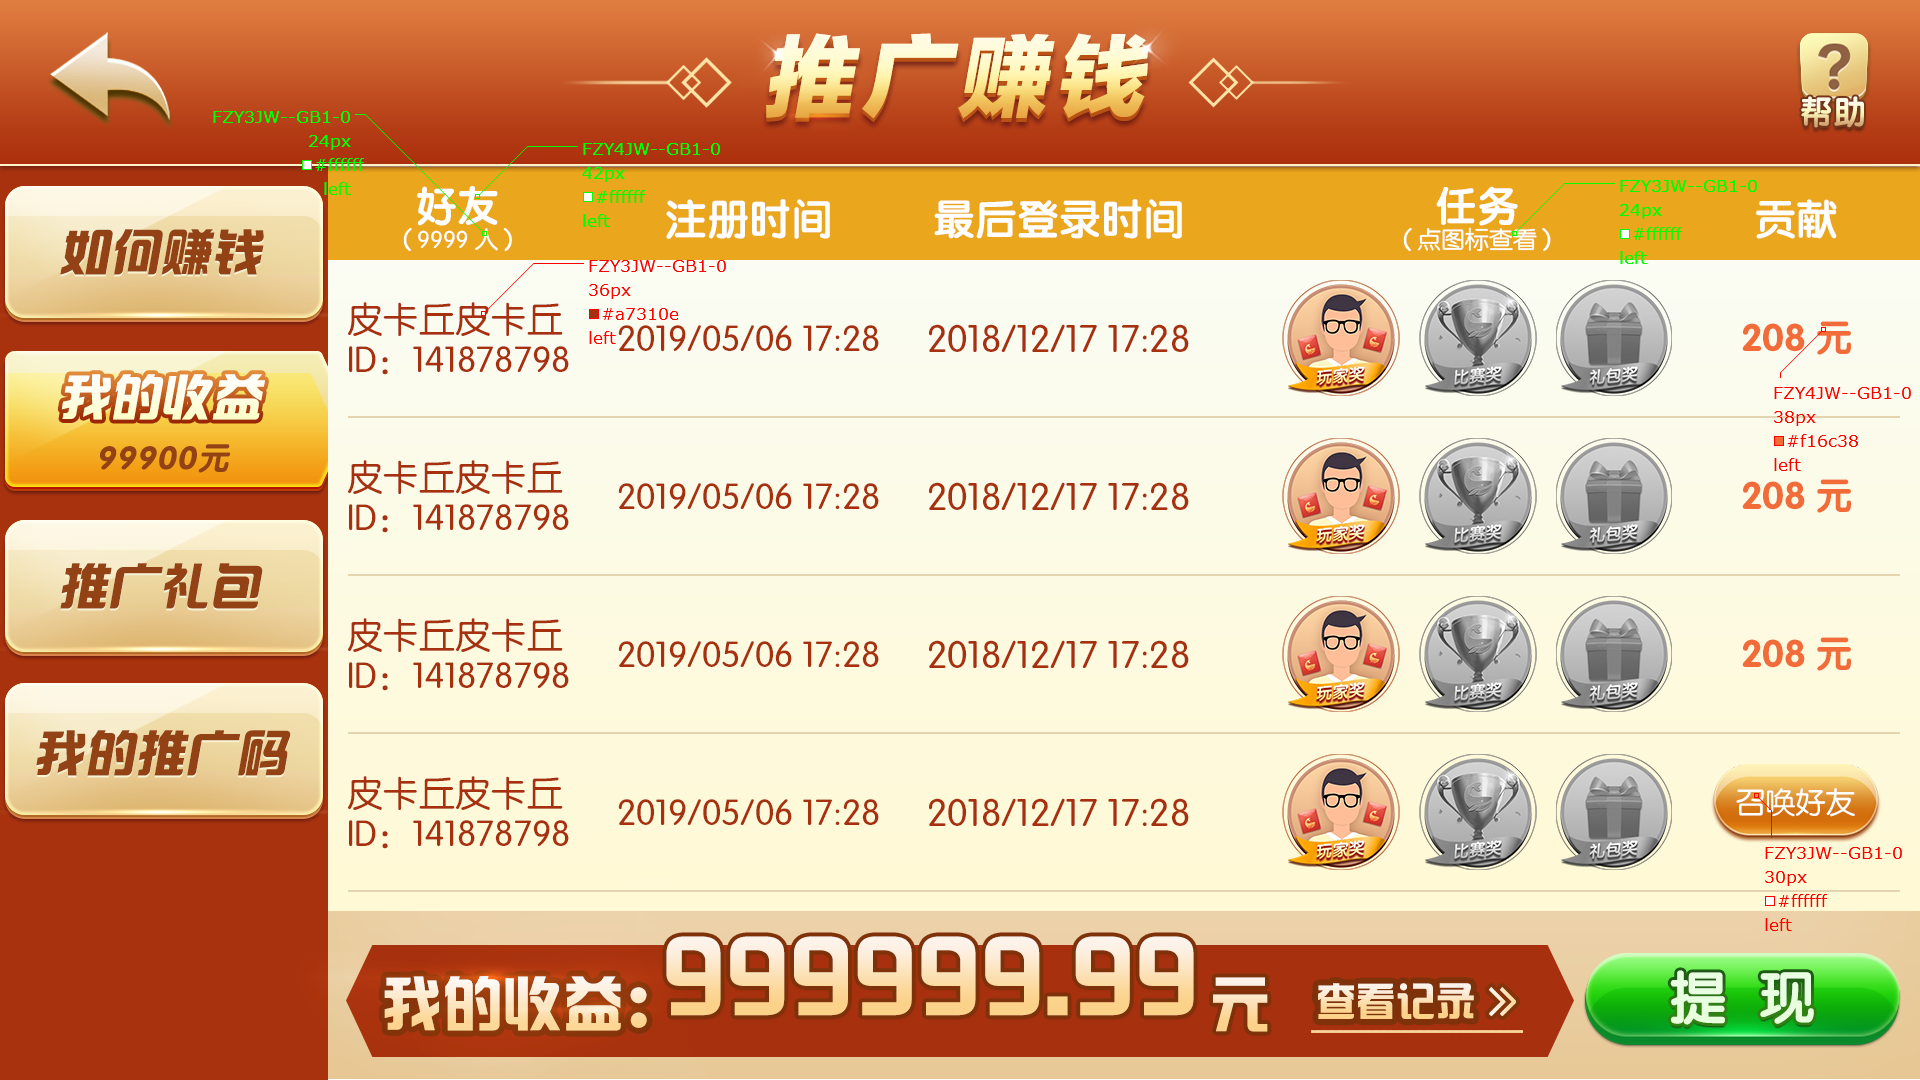 推广赚钱
帮助
FZY3JW--GB1-0
24px
#ffffff
left
FZY4JW--GB1-0
42px
#ffffff
left
FZY3JW--GB1-0
24px
#ffffff
left
好友
（9999 人）
注册时间
最后登录时间
任务
（点图标查看）
贡献
如何赚钱
我的收益
99900元
推广礼包
我的推广码
FZY3JW--GB1-0
36px
#a7310e
left
皮卡丘皮卡丘
ID：141878798
2019/05/06 17:28
2018/12/17 17:28
玩家奖
比赛奖
礼包奖
208 元
FZY4JW--GB1-0
38px
#f16c38
left
皮卡丘皮卡丘
ID：141878798
2019/05/06 17:28
2018/12/17 17:28
玩家奖
比赛奖
礼包奖
208 元
皮卡丘皮卡丘
ID：141878798
2019/05/06 17:28
2018/12/17 17:28
玩家奖
比赛奖
礼包奖
208 元
皮卡丘皮卡丘
ID：141878798
2019/05/06 17:28
2018/12/17 17:28
玩家奖
比赛奖
礼包奖
召唤好友
FZY3JW--GB1-0
30px
#ffffff
left
我的收益:999999.99元
查看记录
提现